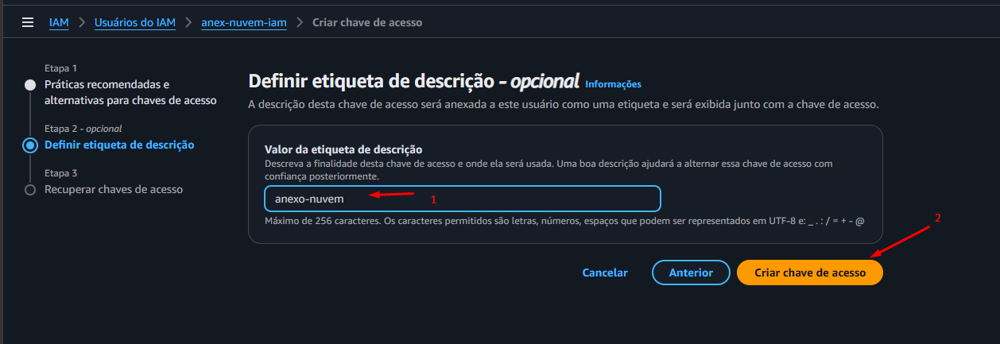 IAM > Usuários do IAM > anex-nuvem-iam > Criar chave de acesso
Etapa 1
Práticas recomendadas e
alternativas para chaves de acesso
Etapa 2 - opcional
Definir etiqueta de descrição
Etapa 3
Recuperar chaves de acesso
Definir etiqueta de descrição - opcional Informações
A descrição desta chave de acesso será anexada a este usuário como uma etiqueta e será exibida junto com a chave de acesso.
Valor da etiqueta de descrição
Descreva a finalidade desta chave de acesso e onde ela será usada. Uma boa descrição ajudará a alternar essa chave de acesso com
confiança posteriormente.
anexo-nuvem 1
Máximo de 256 caracteres. Os caracteres permitidos são letras, números, espaços que podem ser representados em UTF-8 e: _ . : / = + - @
2
Cancelar Anterior Criar chave de acesso